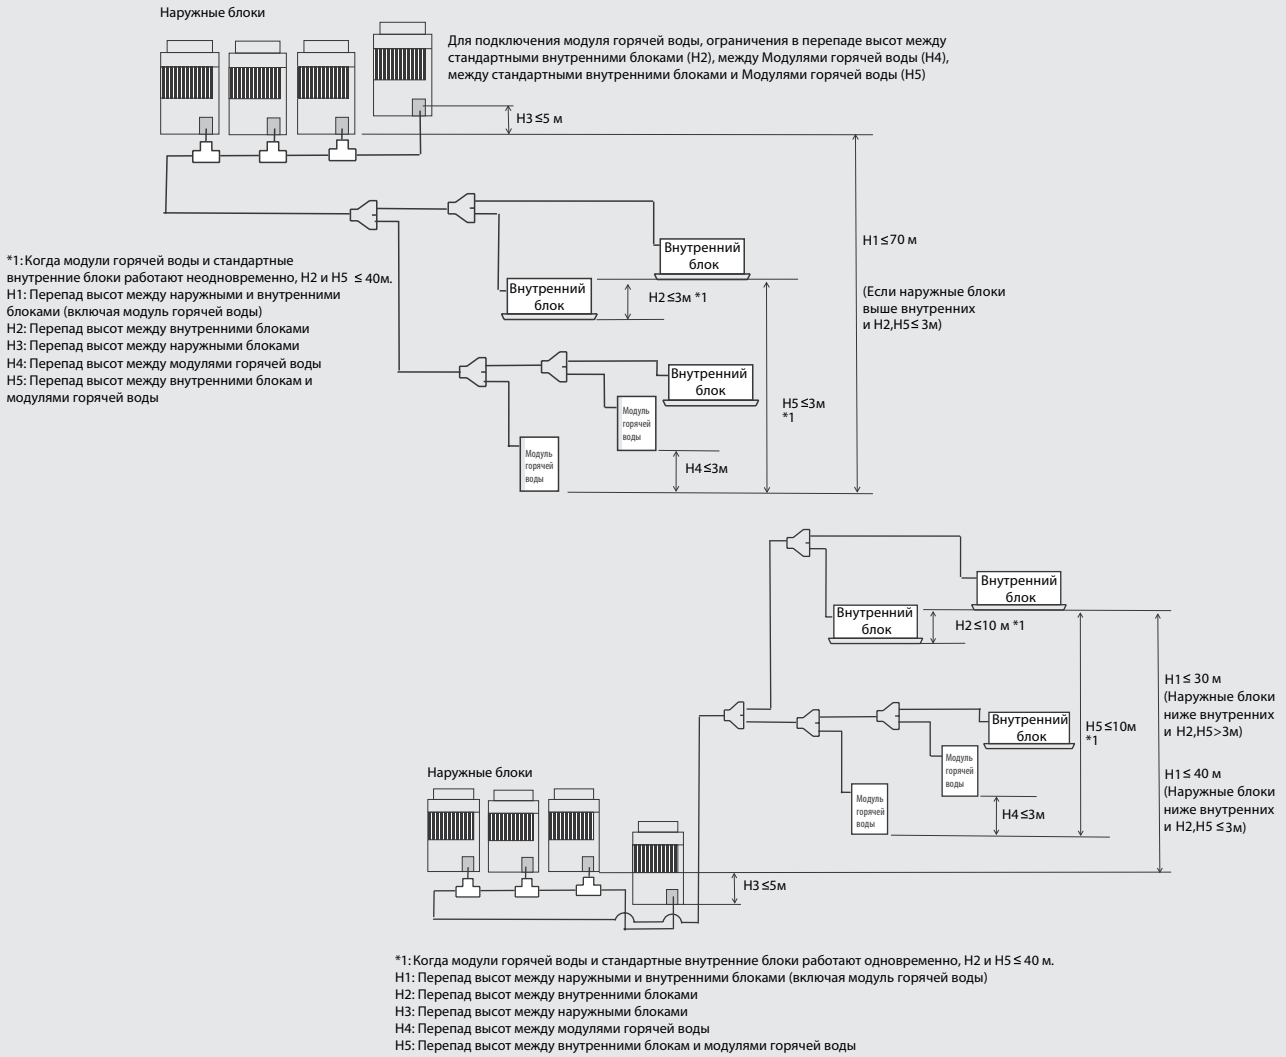 Наружные блоки
Для подключения модуля горячей воды, ограничения в перепаде высот между
стандартными внутренними блоками (H2), между Модулями горячей воды (H4),
между стандартными внутренними блоками и Модулями горячей воды (H5)
H3≤5 м
H1≤70 м
(Если наружные блоки
выше внутренних
и H2,H5≤ 3м)
Внутренний
блок
Внутренний
блок
H2≤3м *1
*1:Когда модули горячей воды и стандартные
внутренние блоки работают неодновременно, H2 и H5 ≤ 40м.
H1: Перепад высот между наружными и внутренними
блоками (включая модуль горячей воды)
H2: Перепад высот между внутренними блоками
H3: Перепад высот между наружными блоками
H4: Перепад высот между модулями горячей воды
H5: Перепад высот между внутренними блокам и
модулями горячей воды
Внутренний
блок
Модуль
горячей
воды
Модуль
горячей
воды
H5≤3м
*1
H4≤3м
Внутренний
блок
Внутренний
блок
H2≤10 м *1
H1≤ 30 м
(Наружные блоки
ниже внутренних
и H2,H5>3м)
H1≤ 40 м
(Наружные блоки
ниже внутренних
и H2,H5 ≤3м)
H5≤10м
*1
Внутренний
блок
Модуль
горячей
воды
Модуль
горячей
воды
H4≤3м
Наружные блоки
H3≤5м
*1: Когда модули горячей воды и стандартные внутренние блоки работают одновременно, H2 и H5≤ 40 м.
H1: Перепад высот между наружными и внутренними блоками (включая модуль горячей воды)
H2: Перепад высот между внутренними блоками
H3: Перепад высот между наружными блоками
H4: Перепад высот между модулями горячей воды
H5: Перепад высот между внутренними блокам и модулями горячей воды